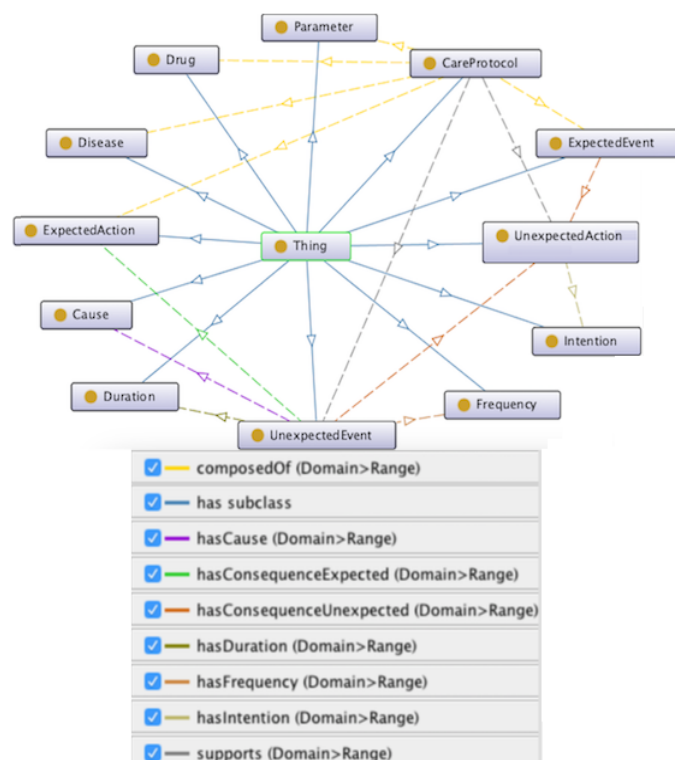 Parameter
Drug
CareProtocol
Disease
ExpectedEvent
ExpectedAction
Thing
UnexpectedAction
Cause
Intention
Duration
Frequency
UnexpectedEvent
composedOf (Domain>Range)
has subclass
hasCause (Domain>Range)
hasConsequenceExpected (Domain>Range)
hasConsequenceUnexpected (Domain>Range)
hasDuration (Domain>Range)
hasFrequency (Domain>Range)
hasIntention (Domain>Range)
supports (Domain>Range)